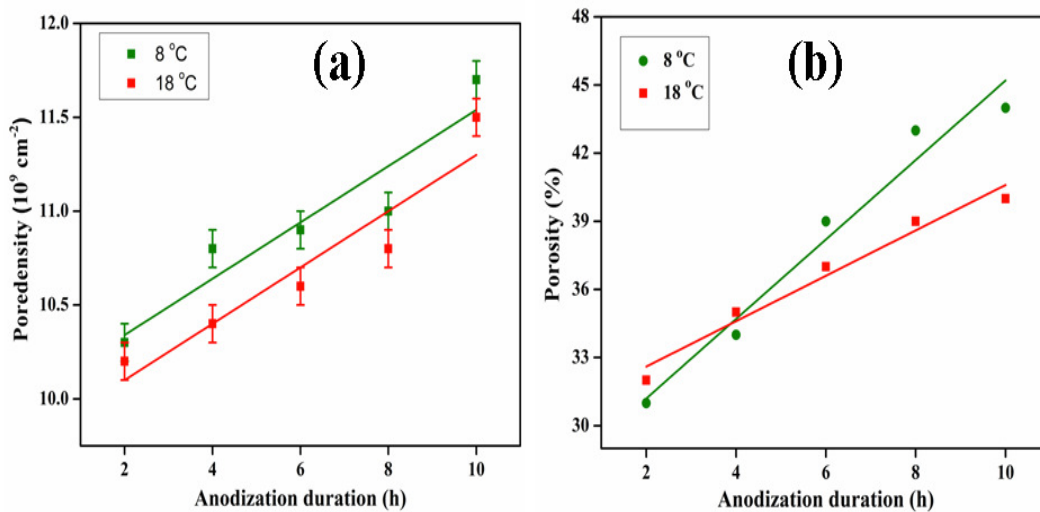 (a)
8 °C
18 °C
12.0
11.5
11.0
10.5
10.0
Poredensity (10⁹ cm⁻²)
2 4 6 8 10
Anodization duration (h)
(b)
8 °C
18 °C
48
45
42
39
36
33
30
Porosity (%)
2 4 6 8 10
Anodization duration (h)